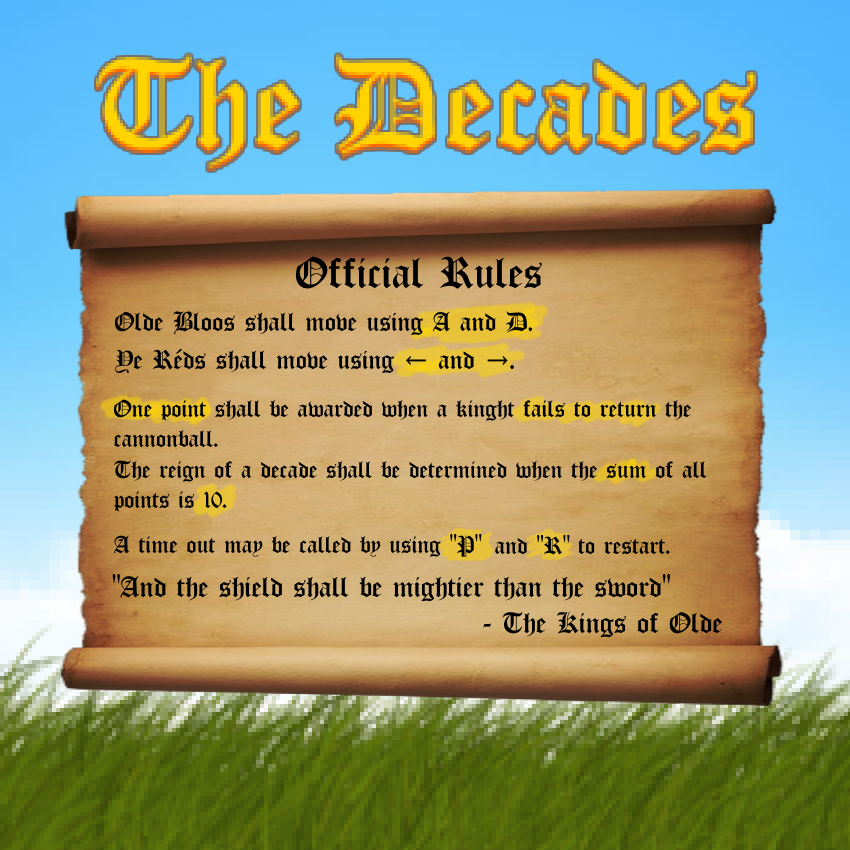 The Decades
Official Rules
Olde Bloos shall move using A and D.
Ye Réds shall move using ← and →.
One point shall be awarded when a kinght fails to return the
cannonball.
The reign of a decade shall be determined when the sum of all
points is 10.
A time out may be called by using "P" and "R" to restart.
"And the shield shall be mightier than the sword"
- The Kings of Olde